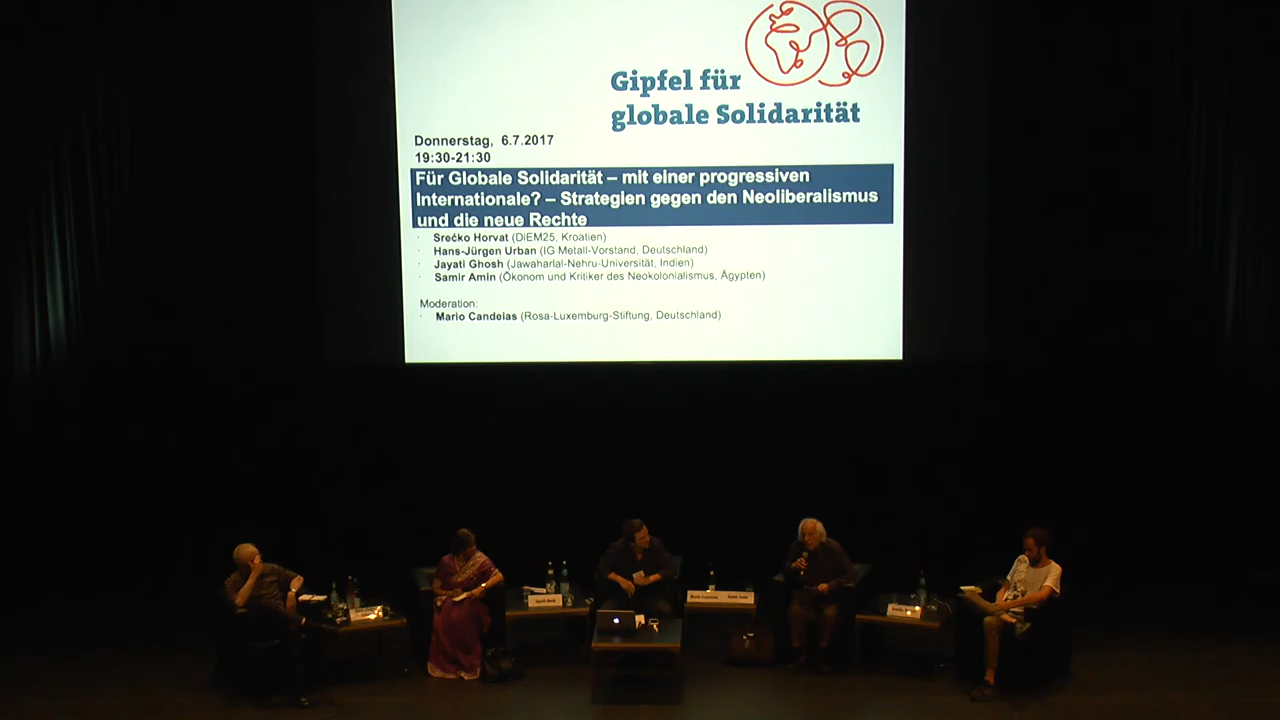 Gipfel für
globale Solidarität
Donnerstag, 6.7.2017
19:30-21:30
Für Globale Solidarität – mit einer progressiven
Internationale? – Strategien gegen den Neoliberalismus
und die neue Rechte
· Srećko Horvat (DiEM25, Kroatien)
· Hans-Jürgen Urban (IG Metall-Vorstand, Deutschland)
· Jayati Ghosh (Jawaharlal-Nehru-Universität, Indien)
· Samir Amin (Ökonom und Kritiker des Neokolonialismus, Ägypten)
Moderation:
· Mario Candeias (Rosa-Luxemburg-Stiftung, Deutschland)